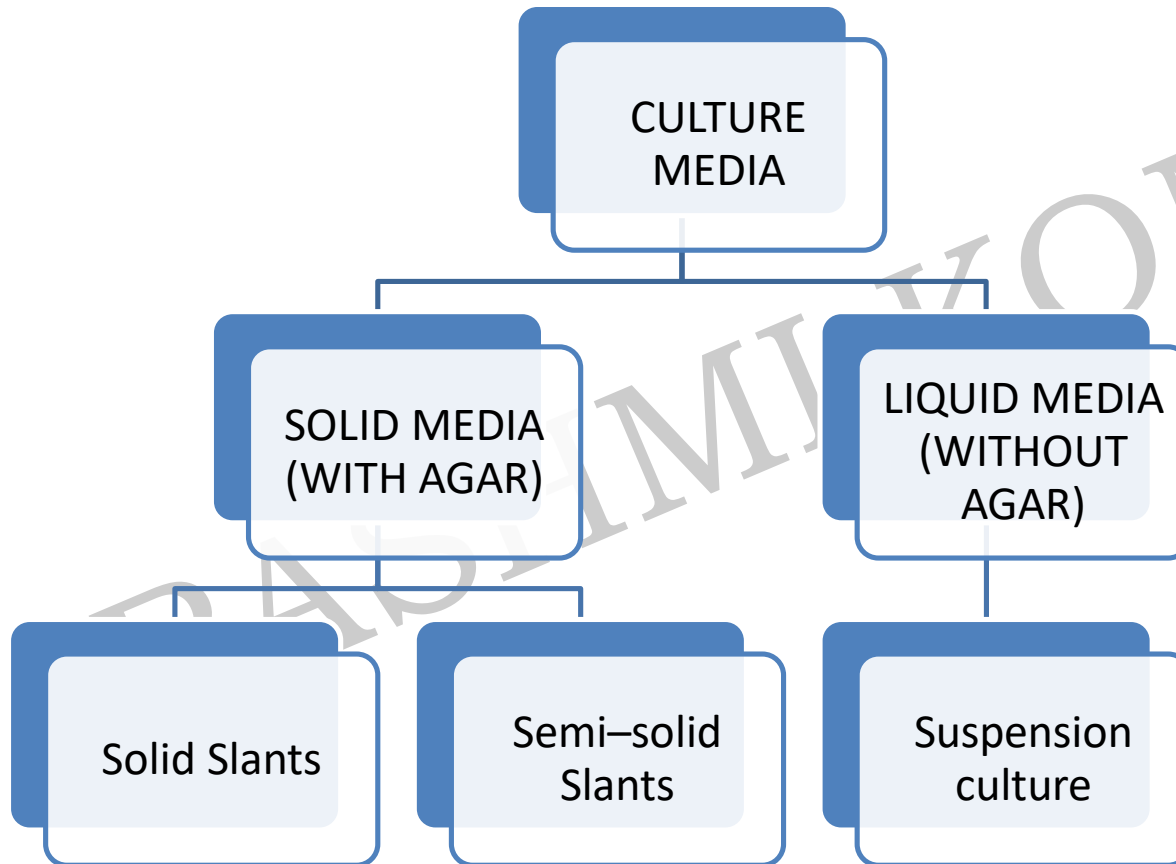 CULTURE
MEDIA
SOLID MEDIA
(WITH AGAR)
LIQUID MEDIA
(WITHOUT
AGAR)
Solid Slants
Semi–solid
Slants
Suspension
culture